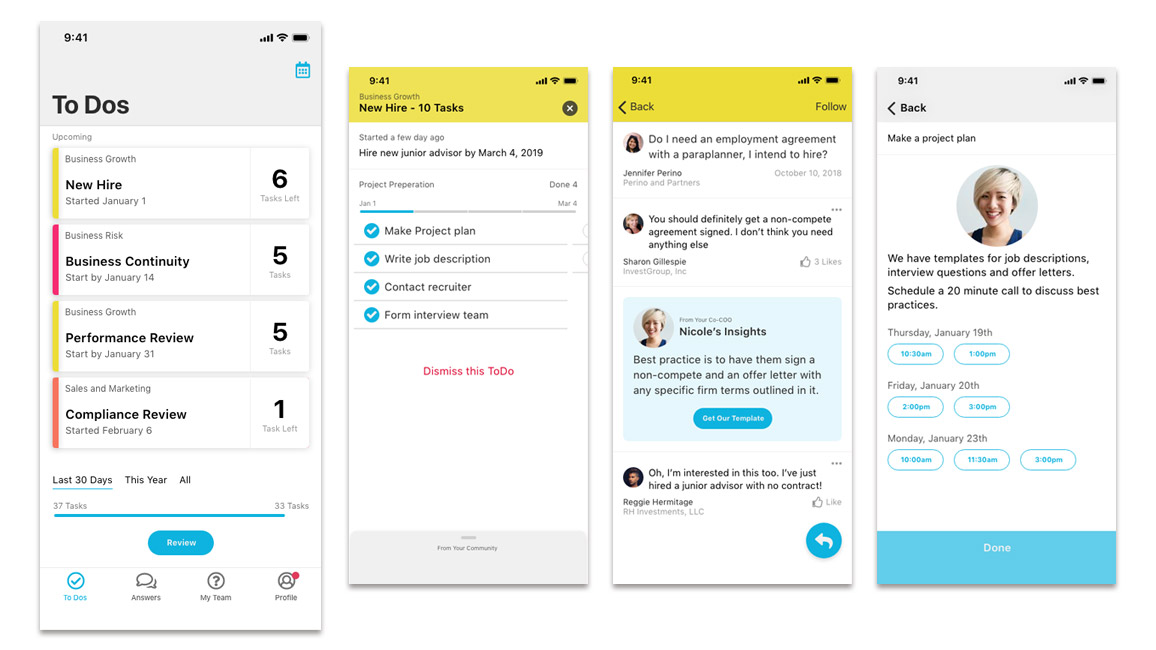 9:41
To Dos
Upcoming
Business Growth
New Hire
Started January 1
6
Tasks Left
Business Risk
Business Continuity
Start by January 14
5
Tasks
Business Growth
Performance Review
Start by January 31
5
Tasks
Sales and Marketing
Compliance Review
Started February 6
1
Task Left
Last 30 Days This Year All
37 Tasks 33 Tasks
Review
To Dos Answers My Team Profile
9:41
Business Growth
New Hire - 10 Tasks
Started a few day ago
Hire new junior advisor by March 4, 2019
Project Preperation Done 4
Jan 1 Mar 4
Make Project plan
Write job description
Contact recruiter
Form interview team
Dismiss this ToDo
From Your Community
9:41
Back Follow
Do I need an employment agreement
with a paraplanner, I intend to hire?
Jennifer Perino October 10, 2018
Perino and Partners
You should definitely get a non-compete
agreement signed. I don't think you need
anything else
Sharon Gillespie 3 Likes
InvestGroup, Inc
From Your Co-COO
Nicole's Insights
Best practice is to have them sign a
non-compete and an offer letter with
any specific firm terms outlined in it.
Get Our Template
Oh, I'm interested in this too. I've just
hired a junior advisor with no contract!
Reggie Hermitage Like
RH Investments, LLC
9:41
Back
Make a project plan
We have templates for job descriptions,
interview questions and offer letters.
Schedule a 20 minute call to discuss best
practices.
Thursday, January 19th
10:30am 1:00pm
Friday, January 20th
2:00pm 3:00pm
Monday, January 23th
10:00am 11:30am 3:00pm
Done